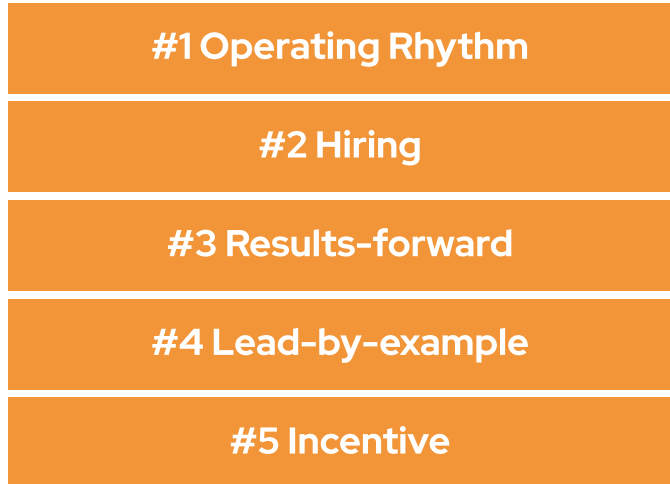 #1 Operating Rhythm
#2 Hiring
#3 Results-forward
#4 Lead-by-example
#5 Incentive